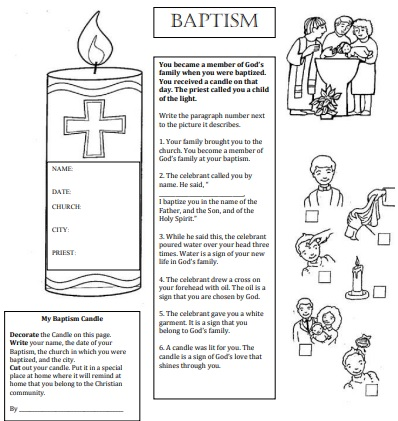 BAPTISM
You became a member of God's
family when you were baptized.
You received a candle on that
day. The priest called you a child
of the light.
Write the paragraph number next
to the picture it describes.
1. Your family brought you to the
church. You become a member of
God's family at your baptism.
2. The celebrant called you by
name. He said, "
____________________,
I baptize you in the name of the
Father, and the Son, and of the
Holy Spirit."
3. While he said this, the celebrant
poured water over your head three
times. Water is a sign of your new
life in God's family.
4. The celebrant drew a cross on
your forehead with oil. The oil is a
sign that you are chosen by God.
5. The celebrant gave you a white
garment. It is a sign that you
belong to God's family.
6. A candle was lit for you. The
candle is a sign of God's love that
shines through you.
NAME:
DATE:
CHURCH:
CITY:
PRIEST:
My Baptism Candle
Decorate the Candle on this page.
Write your name, the date of your
Baptism, the church in which you were
baptized, and the city.
Cut out your candle. Put it in a special
place at home where it will remind at
home that you belong to the Christian
community.
By ____________________